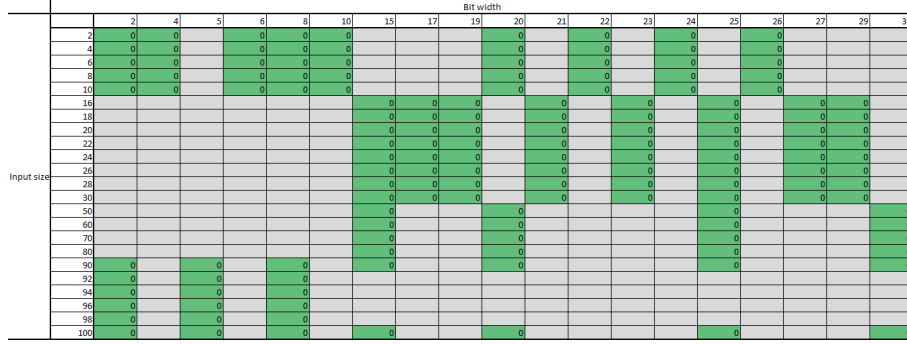 Bit width
2 4 5 6 8 10 15 17 19 20 21 22 23 24 25 26 27 29
2 0 0 0 0 0 0 0 0 0
4 0 0 0 0 0 0 0 0 0
6 0 0 0 0 0 0 0 0 0
8 0 0 0 0 0 0 0 0 0
10 0 0 0 0 0 0 0 0 0
16 0 0 0 0 0 0 0 0
18 0 0 0 0 0 0 0 0
20 0 0 0 0 0 0 0 0
22 0 0 0 0 0 0 0 0
24 0 0 0 0 0 0 0 0
Input size 26 0 0 0 0 0 0 0 0
28 0 0 0 0 0 0 0 0
30 0 0 0 0 0 0 0 0
50 0 0 0
60 0 0 0
70 0 0 0
80 0 0 0
90 0 0 0 0 0 0
92 0 0 0
94 0 0 0
96 0 0 0
98 0 0 0
100 0 0 0 0 0 0